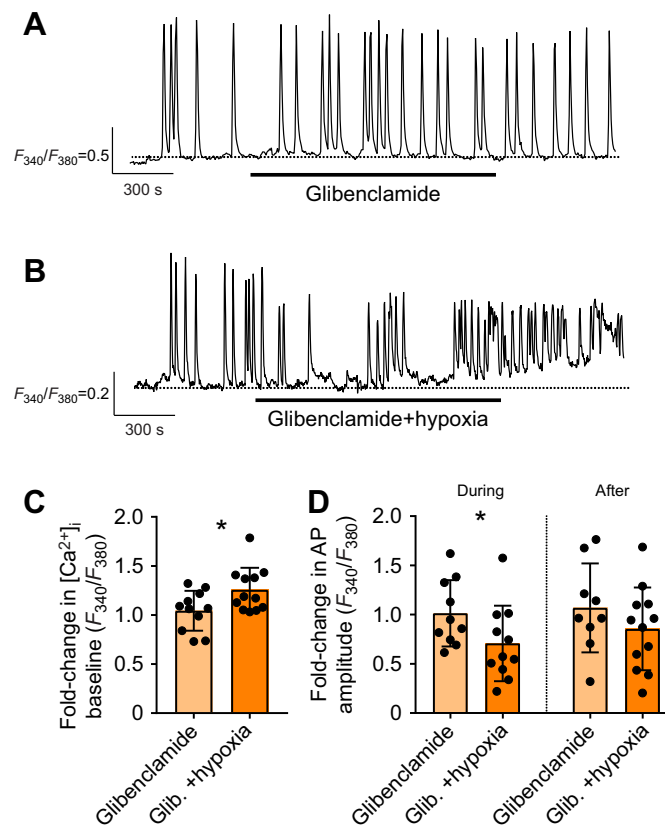 A
F340/F380=0.5
300 s
Glibenclamide
B
F340/F380=0.2
300 s
Glibenclamide+hypoxia
C
Fold-change in [Ca2+]i
baseline (F340/F380)
2.0
1.5
1.0
0.5
0
*
Glibenclamide
Glib. +hypoxia
D
During
After
Fold-change in AP
amplitude (F340/F380)
2.0
1.5
1.0
0.5
0
*
Glibenclamide
Glib. +hypoxia
Glibenclamide
Glib. +hypoxia